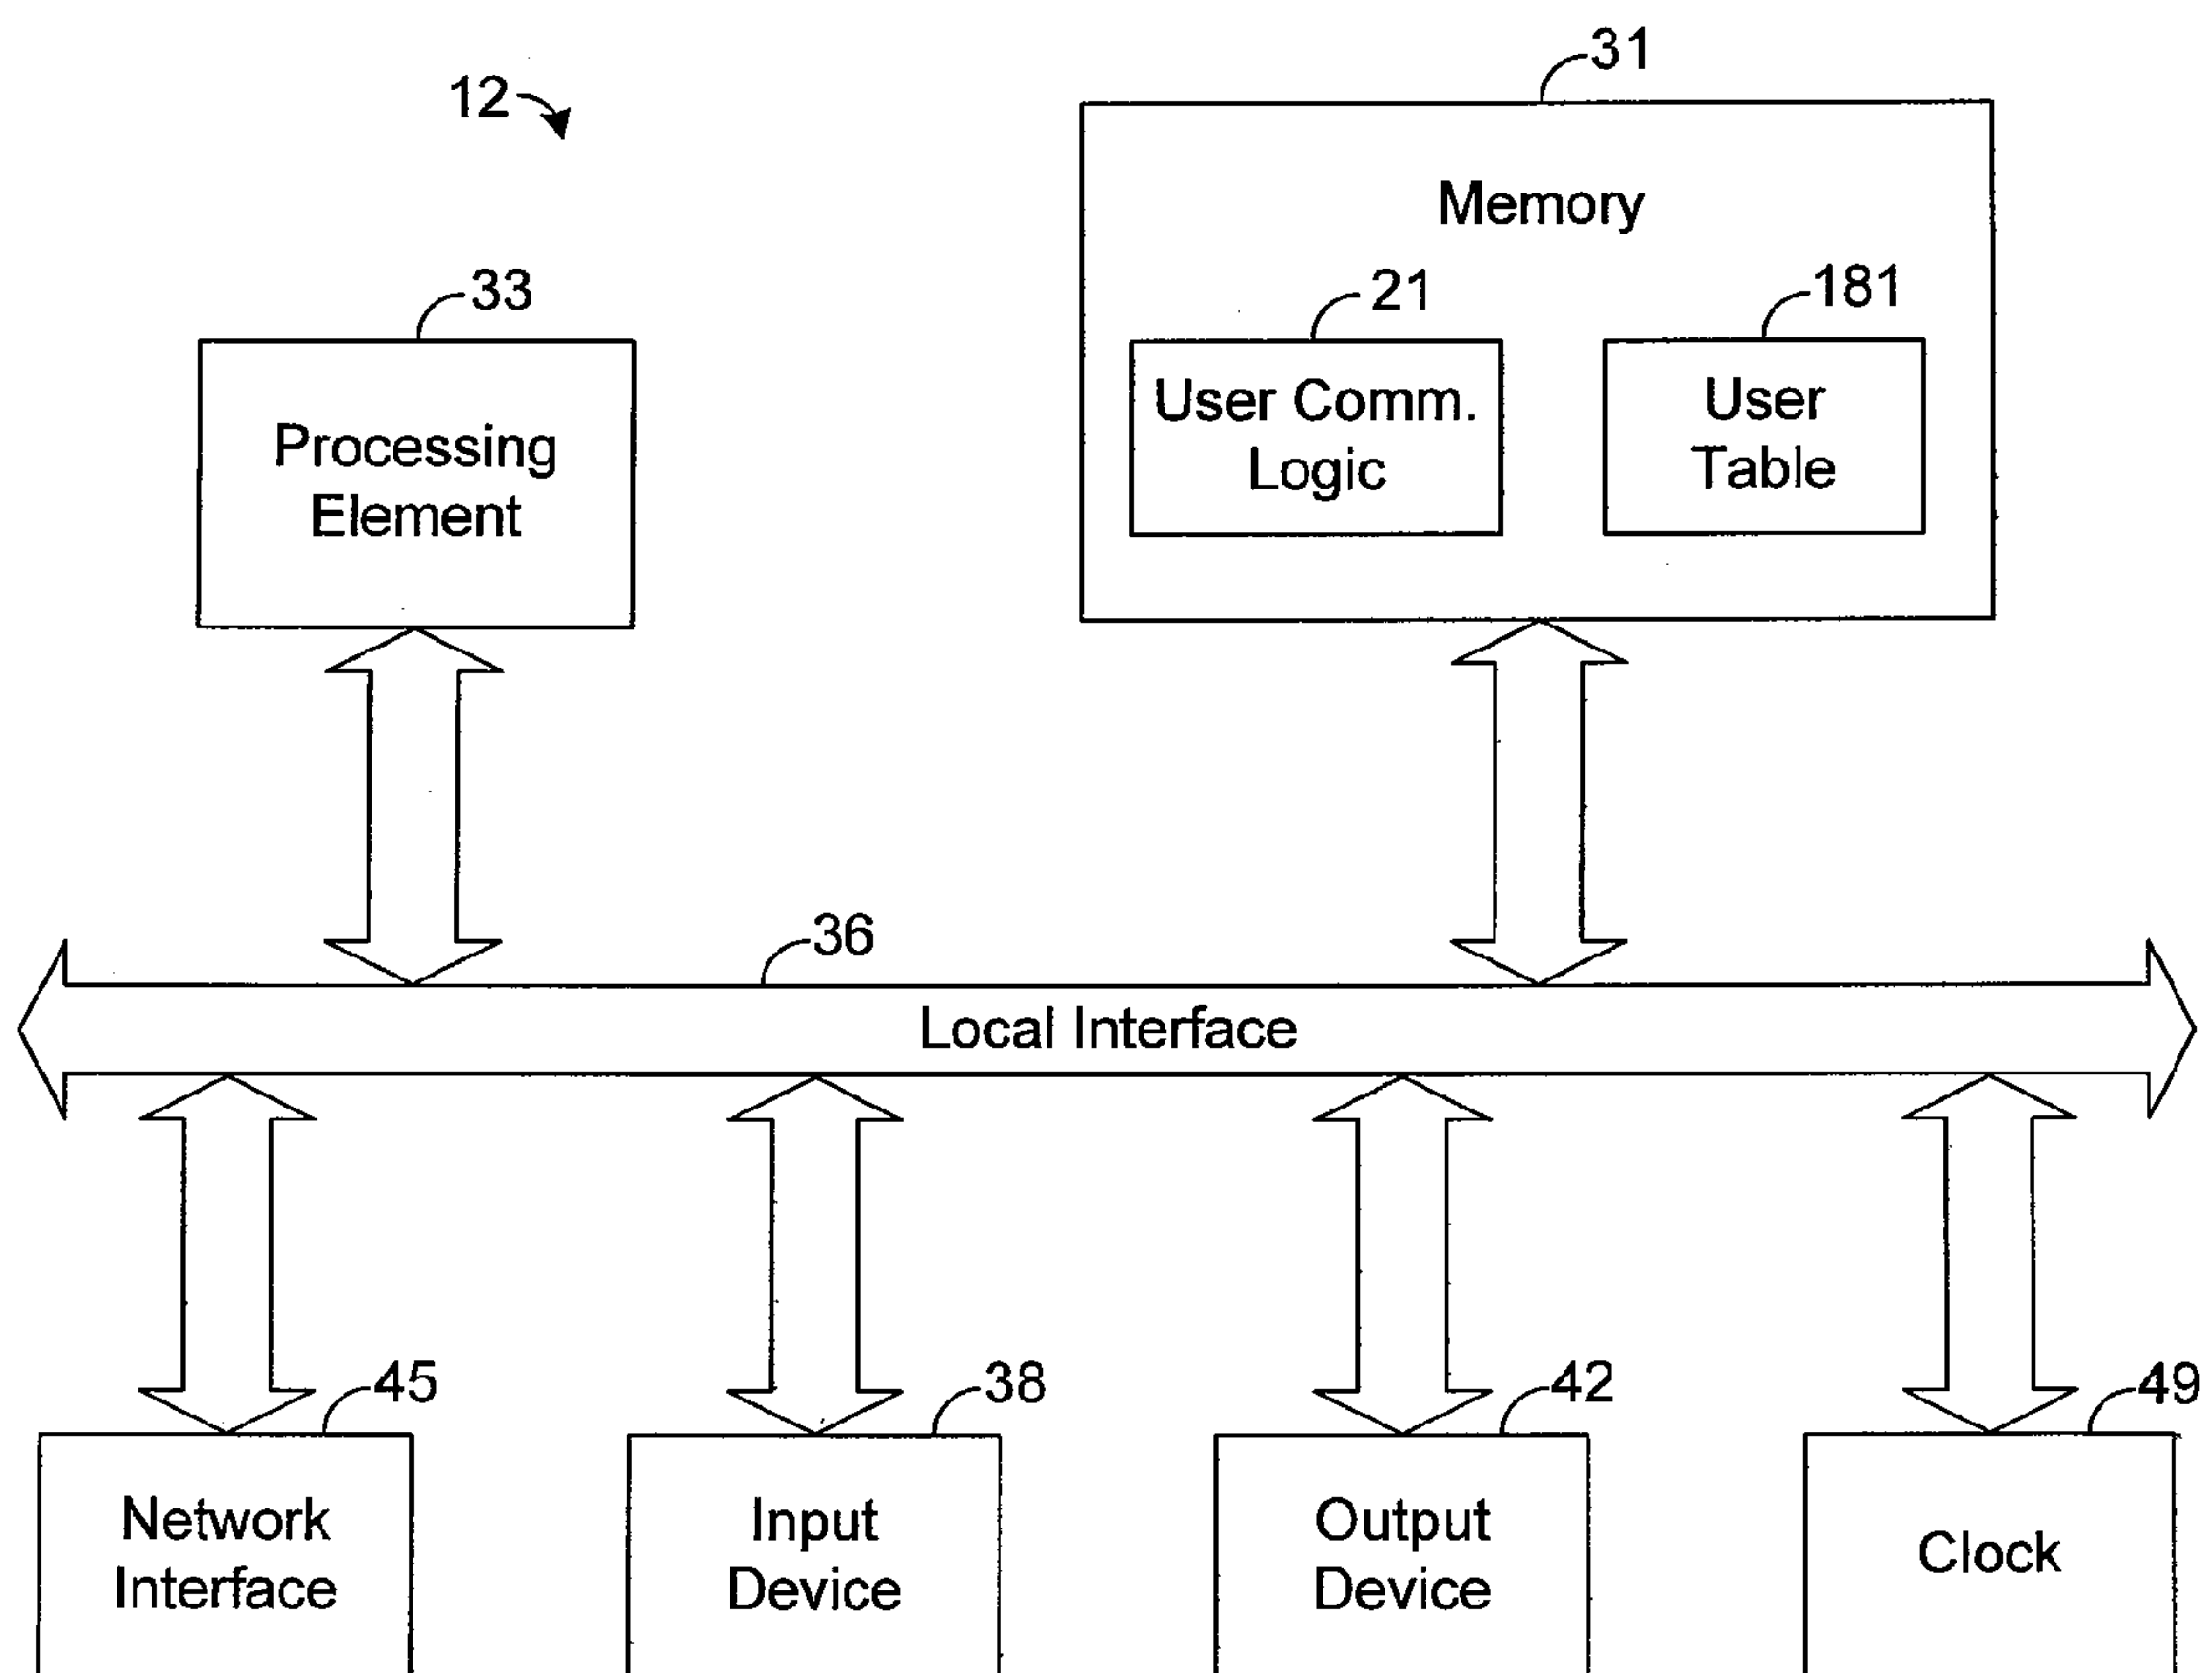 31
12
Memory
33
21
181
Processing
Element
User Comm.
Logic
User
Table
36
Local Interface
45
38
42
49
Network
Interface
Input
Device
Output
Device
Clock